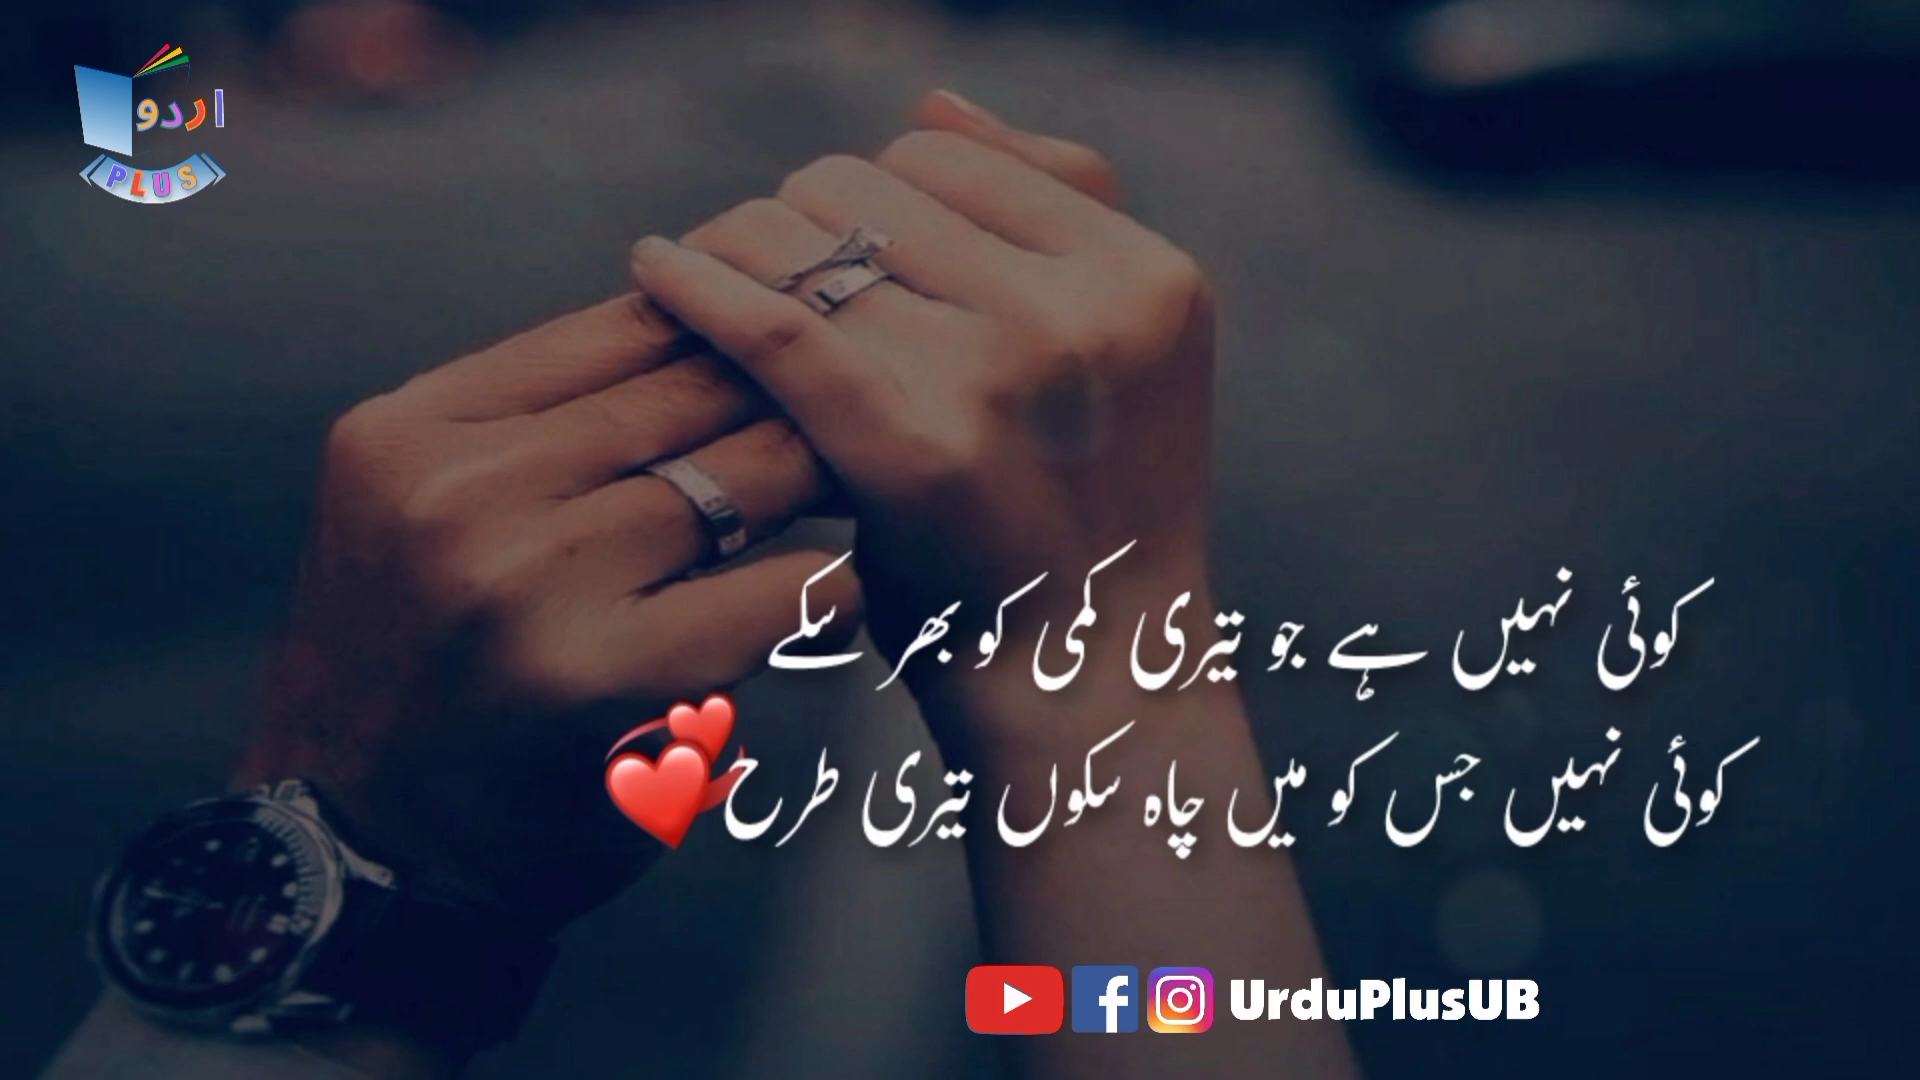 اردو
PLUS
کوئی نہیں ہے جو تیری کمی کو بھر سکے
کوئی نہیں جس کو میں چاہ سکوں تیری طرح💞
UrduPlusUB